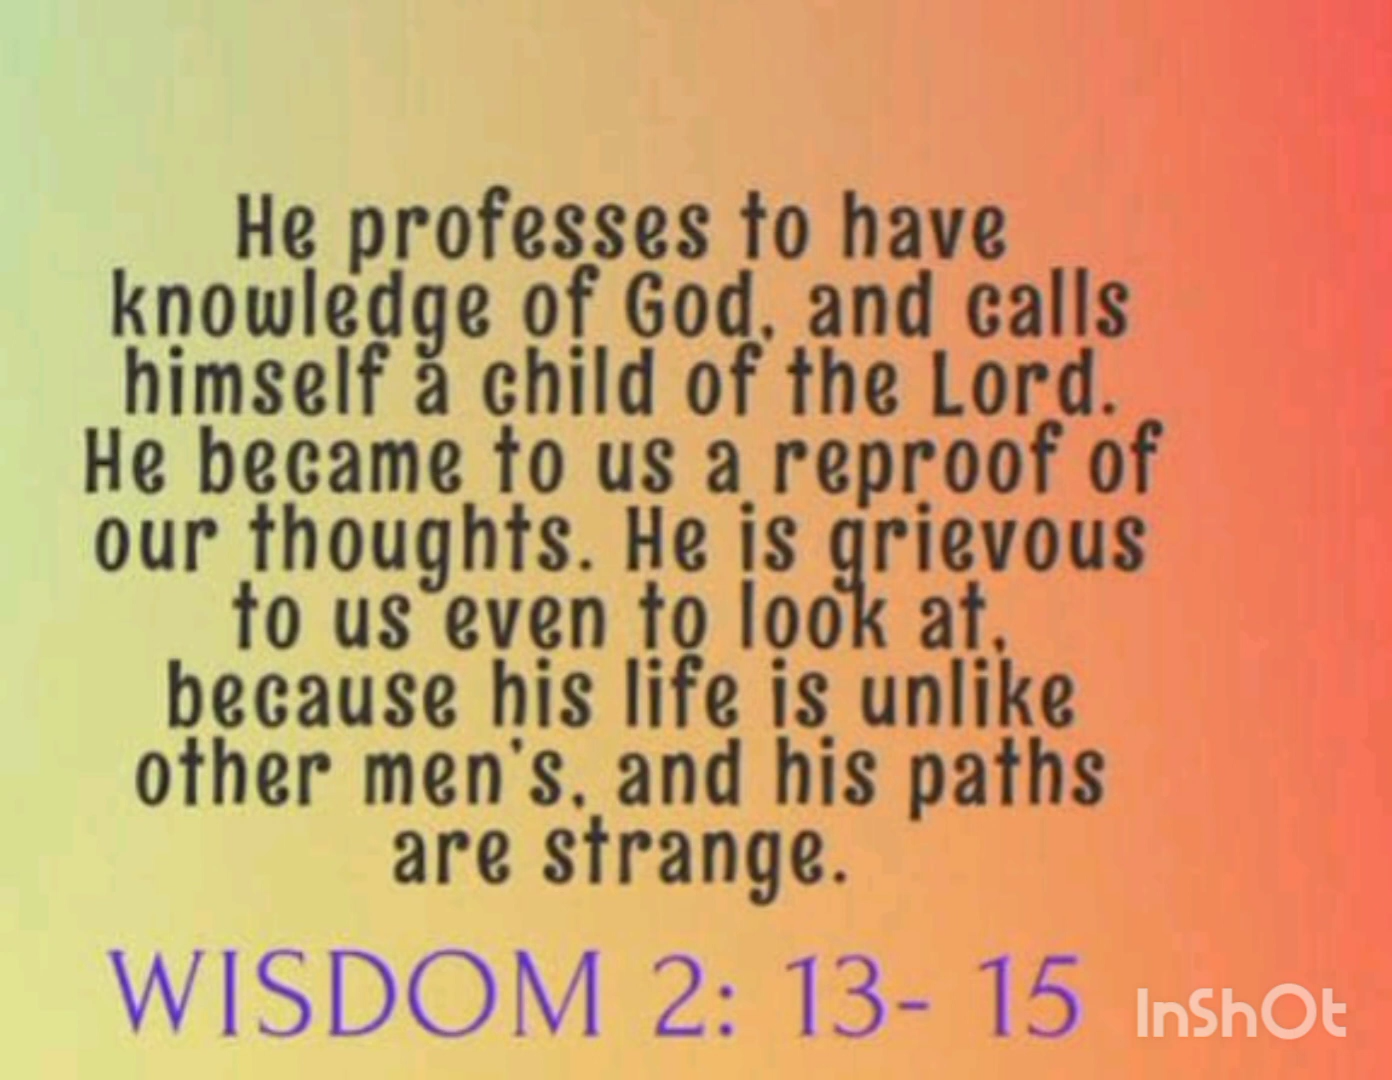 He professes to have
knowledge of God, and calls
himself a child of the Lord.
He became to us a reproof of
our thoughts. He is grievous
to us even to look at,
because his life is unlike
other men's, and his paths
are strange.
WISDOM 2: 13- 15
InShOt